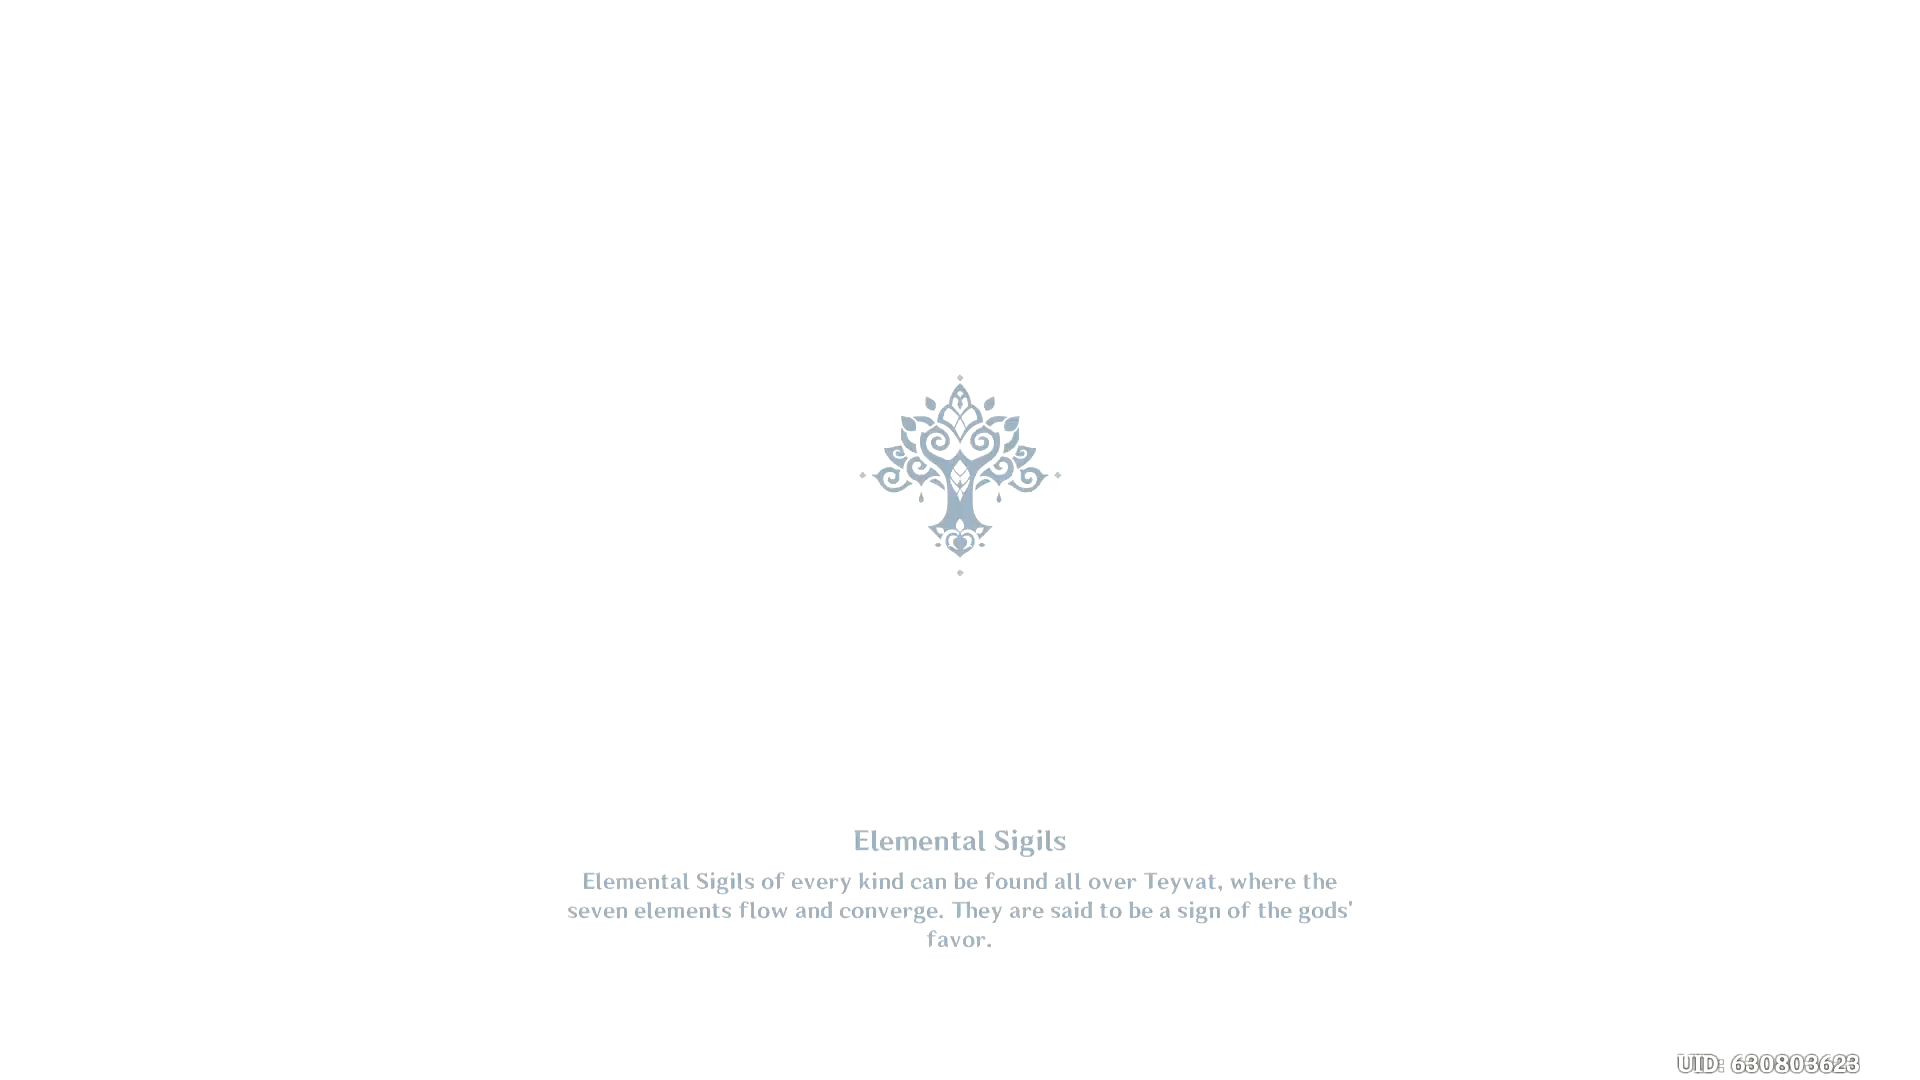 Elemental Sigils
Elemental Sigils of every kind can be found all over Teyvat, where the
seven elements flow and converge. They are said to be a sign of the gods'
favor.
UID: 630803623